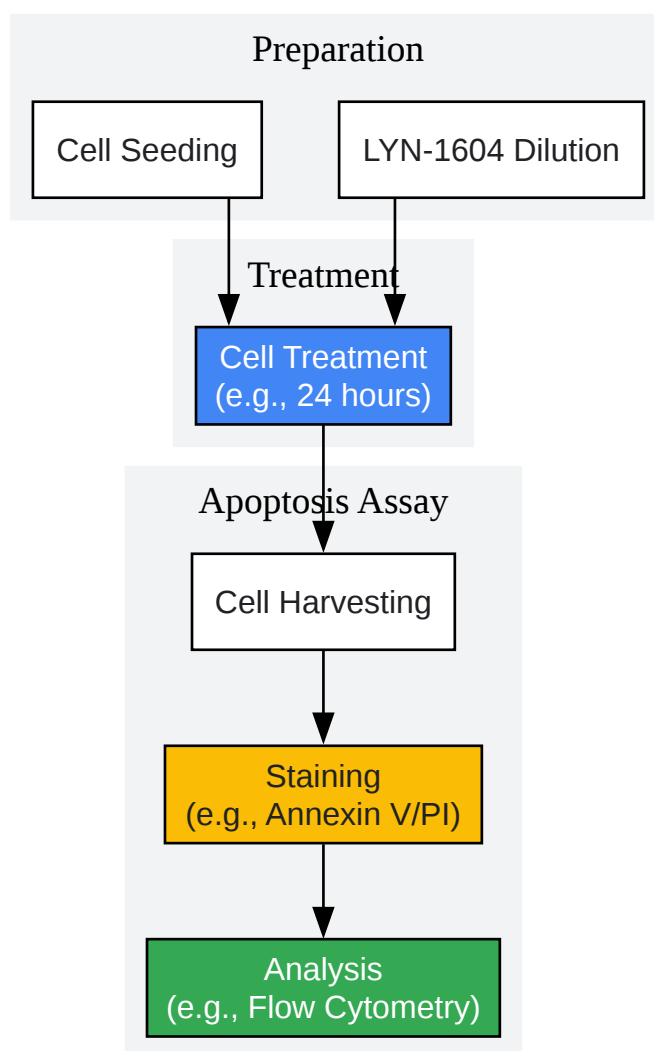 Preparation
Cell Seeding
LYN-1604 Dilution
Treatment
Cell Treatment
(e.g., 24 hours)
Apoptosis Assay
Cell Harvesting
Staining
(e.g., Annexin V/PI)
Analysis
(e.g., Flow Cytometry)